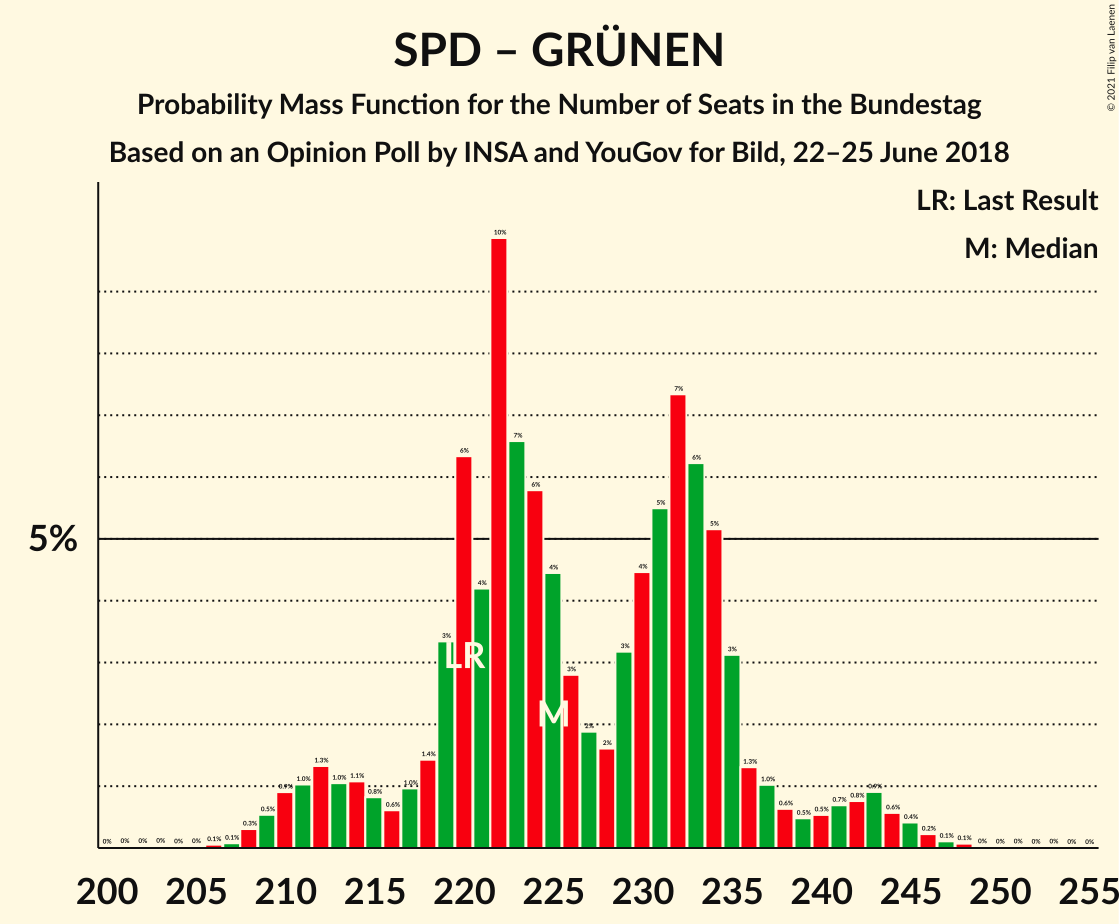 SPD – GRÜNEN
Probability Mass Function for the Number of Seats in the Bundestag
Based on an Opinion Poll by INSA and YouGov for Bild, 22–25 June 2018
© 2021 Filip van Laenen
LR: Last Result
M: Median
5%
0% 0% 0% 0% 0% 0% 0.1% 0.1% 0.3% 0.5% 0.9% 1.0% 1.3% 1.0% 1.1% 0.8% 0.6% 1.0% 1.4% 3% 6% 4% 10% 7% 6% 4% 3% 2% 2% 3% 4% 5% 7% 6% 5% 3% 1.3% 1.0% 0.6% 0.5% 0.5% 0.7% 0.8% 0.9% 0.6% 0.4% 0.2% 0.1% 0.1% 0% 0% 0% 0% 0% 0% 0%
LR
M
200 205 210 215 220 225 230 235 240 245 250 255